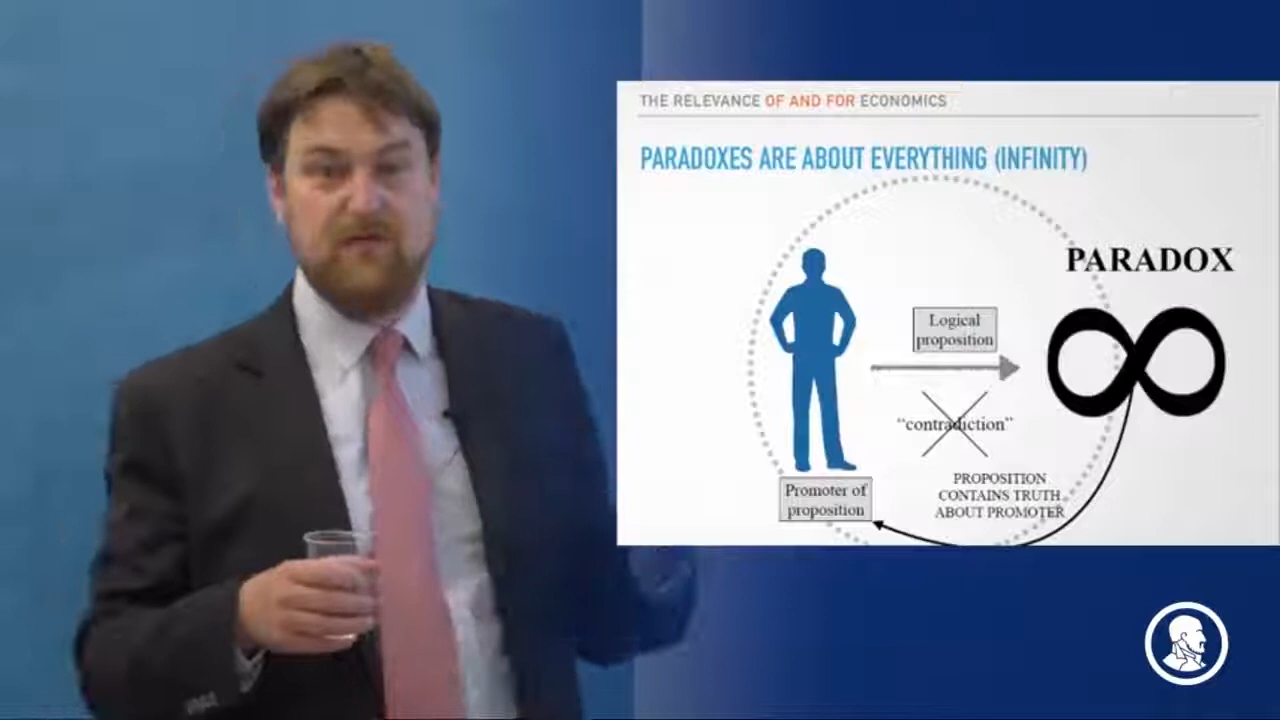 THE RELEVANCE OF AND FOR ECONOMICS
PARADOXES ARE ABOUT EVERYTHING (INFINITY)
PARADOX
Logical
proposition
“contradiction”
PROPOSITION
CONTAINS TRUTH
ABOUT PROMOTER
Promoter of
proposition